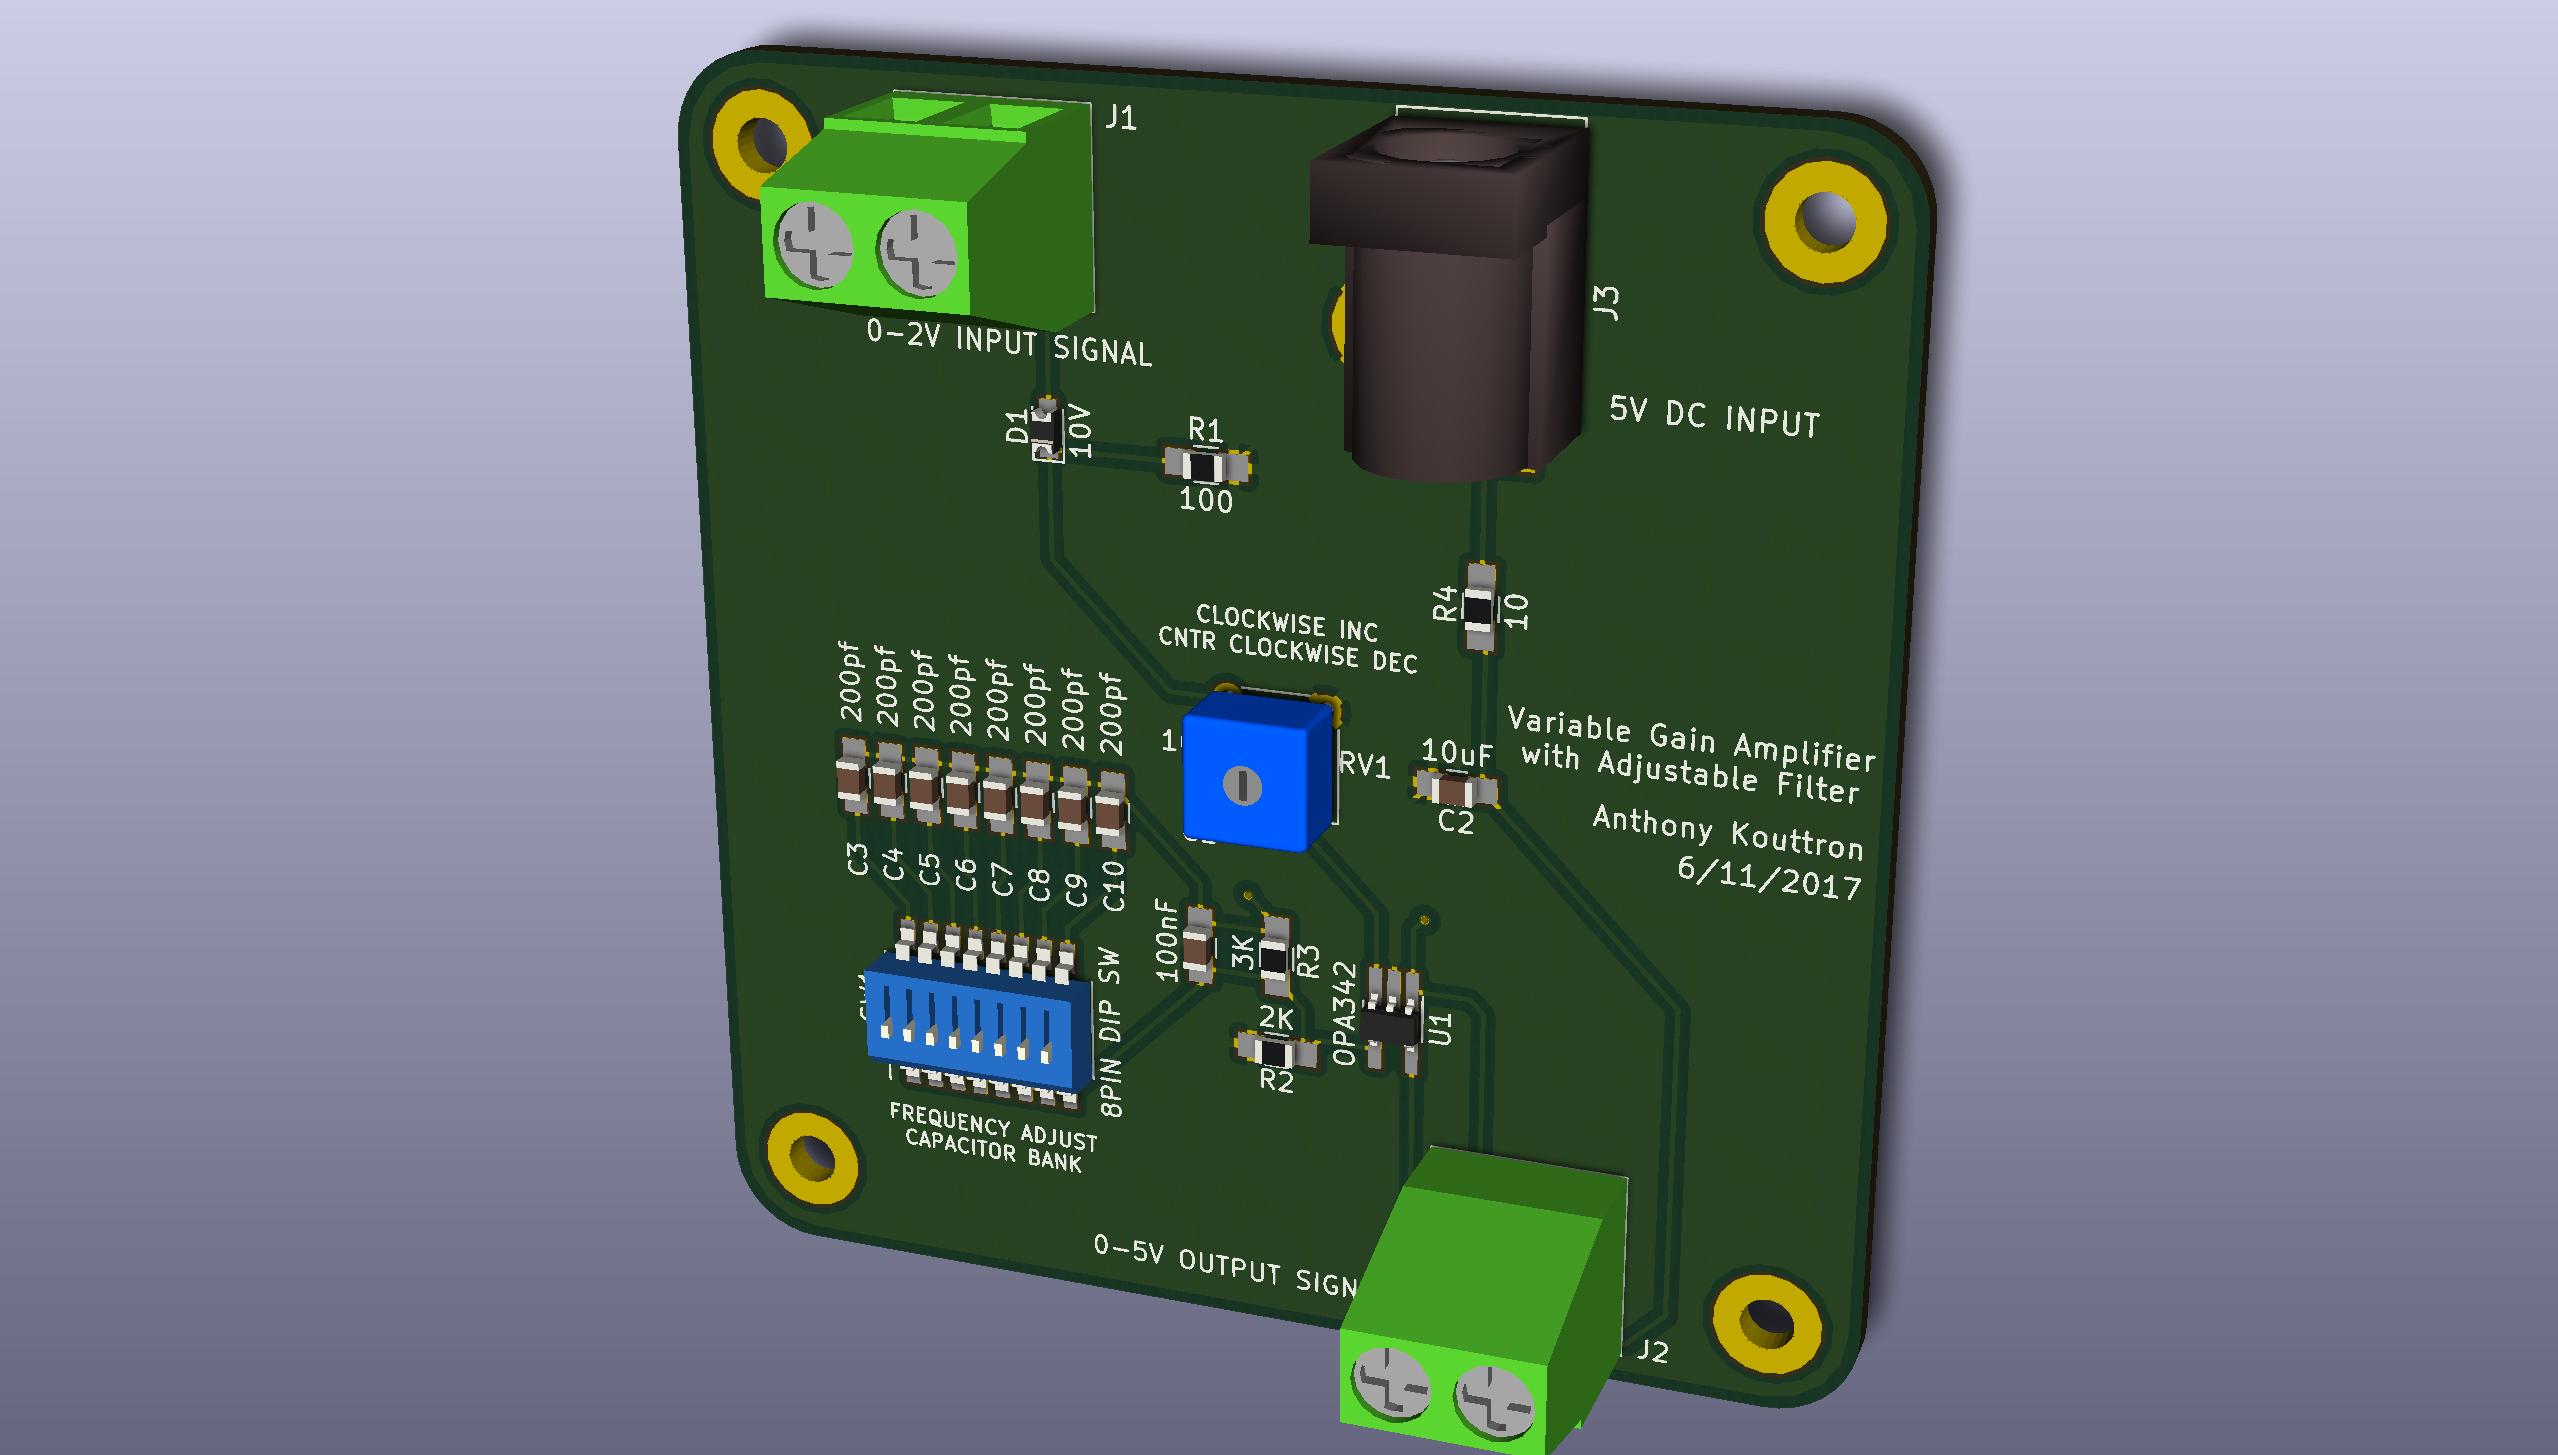 J1
0-2V INPUT SIGNAL
J3
5V DC INPUT
D1
10V
R1
100
R4
10
CLOCKWISE INC
CNTR CLOCKWISE DEC
200pf
200pf
200pf
200pf
200pf
200pf
200pf
200pf
RV1
10uF
C2
Variable Gain Amplifier
with Adjustable Filter
Anthony Kouttron
6/11/2017
C3
C4
C5
C6
C7
C8
C9
C10
100nF
3K
R3
2K
R2
OPA342
U1
8PIN DIP SW
FREQUENCY ADJUST
CAPACITOR BANK
0-5V OUTPUT
J2